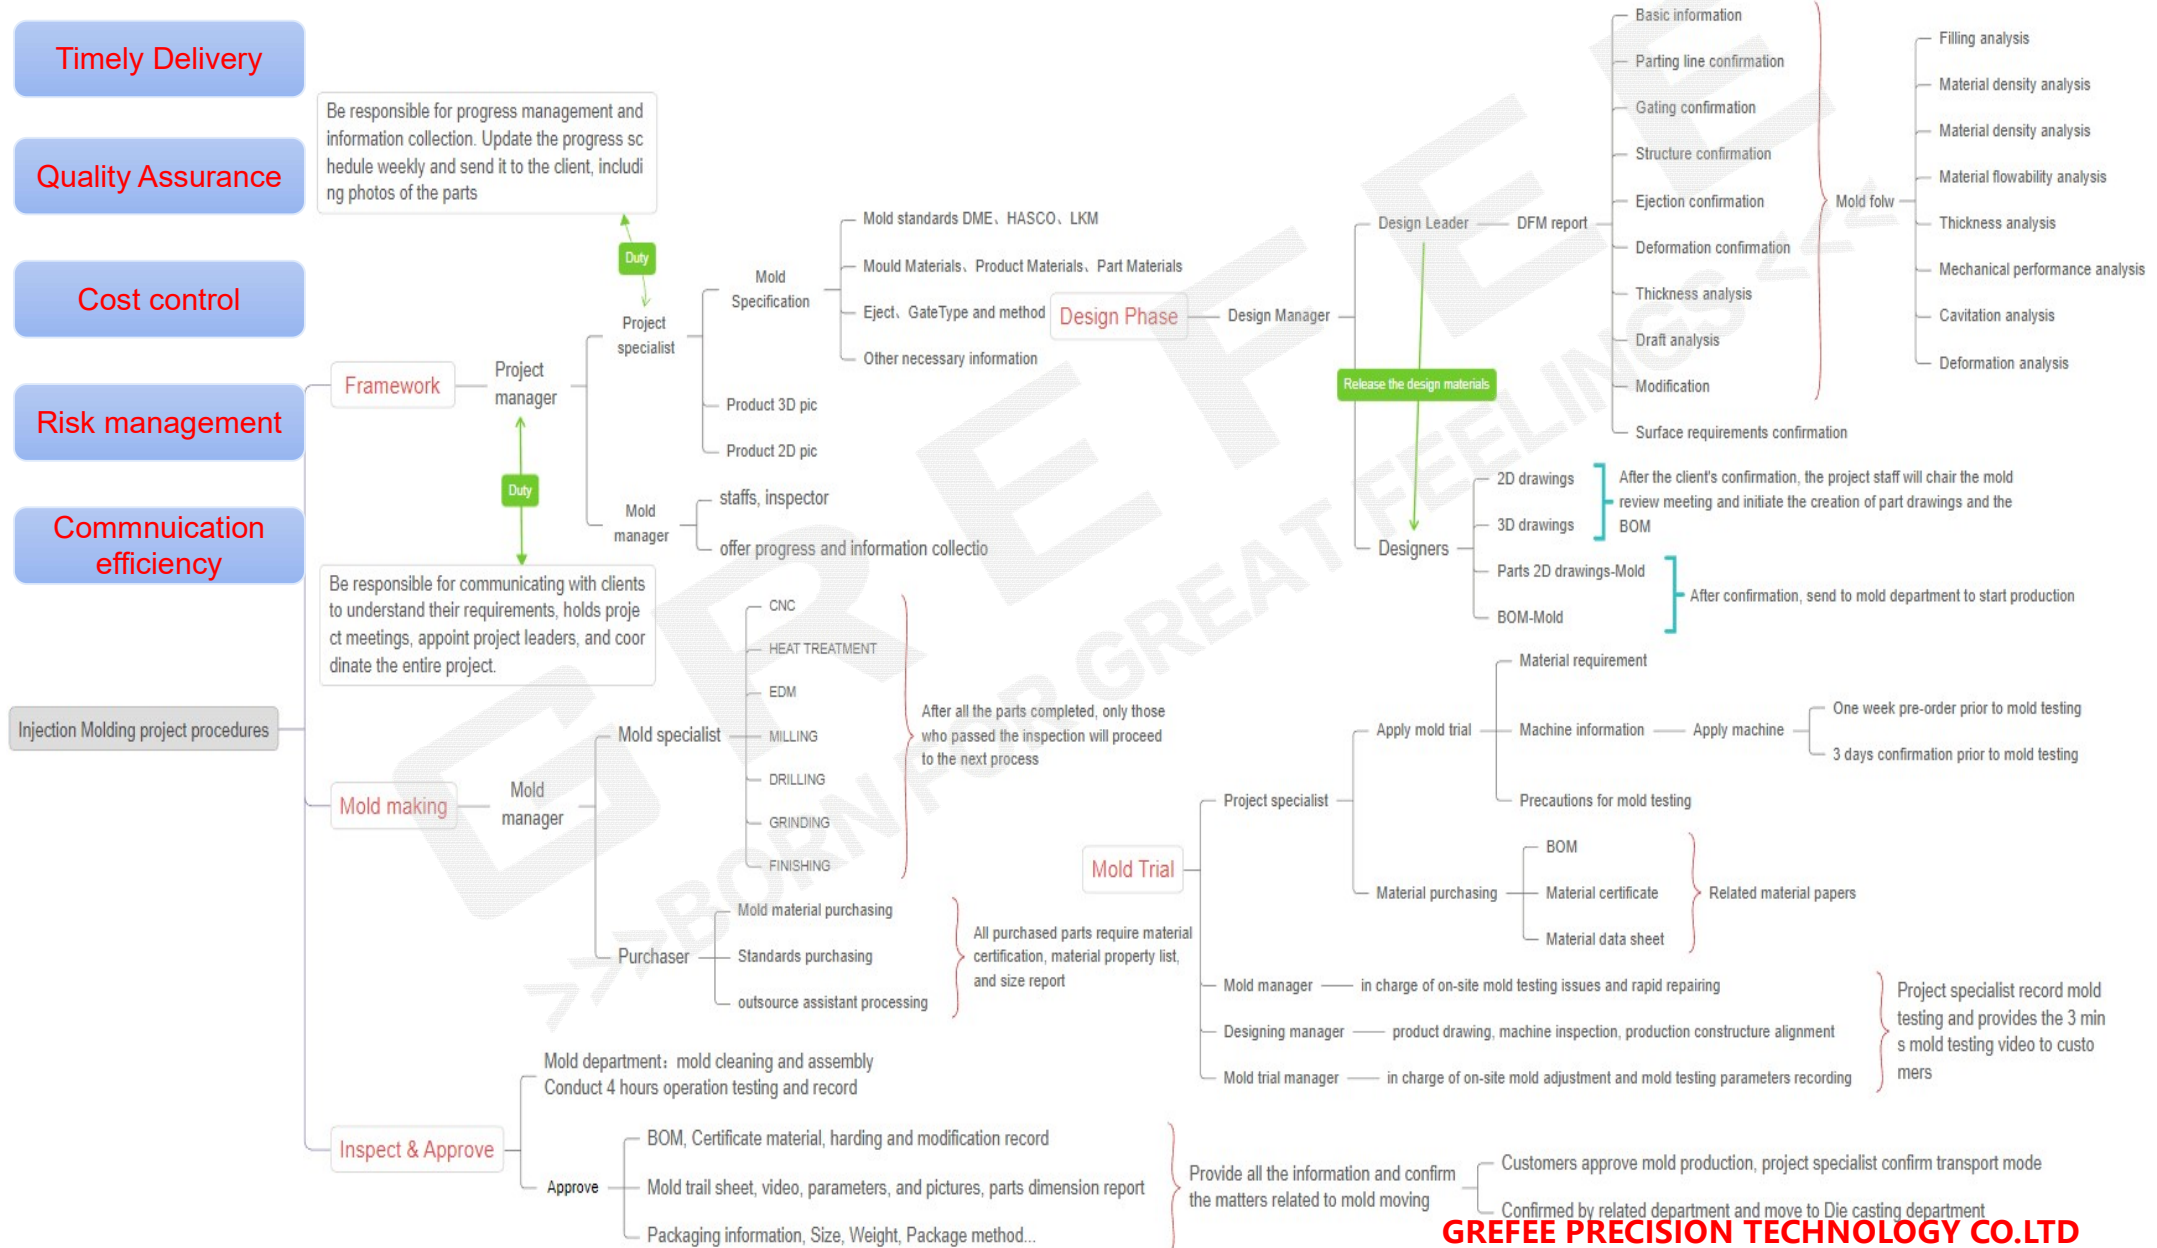 Timely Delivery
Quality Assurance
Cost control
Risk management
Commnuication
efficiency
Injection Molding project procedures
Framework
Project
manager
Duty
Be responsible for communicating with clients
to understand their requirements, holds proje
ct meetings, appoint project leaders, and coor
dinate the entire project.
Be responsible for progress management and
information collection. Update the progress sc
hedule weekly and send it to the client, includi
ng photos of the parts
Duty
Project
specialist
Mold
Specification
Mold standards DME、HASCO、LKM
Mould Materials、Product Materials、Part Materials
Eject、GateType and method
Other necessary information
Product 3D pic
Product 2D pic
Mold
manager
staffs, inspector
offer progress and information collectio
Design Phase
Design Manager
Design Leader
DFM report
Basic information
Parting line confirmation
Gating confirmation
Structure confirmation
Ejection confirmation
Deformation confirmation
Thickness analysis
Draft analysis
Modification
Surface requirements confirmation
Mold folw
Filling analysis
Material density analysis
Material density analysis
Material flowability analysis
Thickness analysis
Mechanical performance analysis
Cavitation analysis
Deformation analysis
Release the design materials
Designers
2D drawings
3D drawings
After the client's confirmation, the project staff will chair the mold
review meeting and initiate the creation of part drawings and the
BOM
Parts 2D drawings-Mold
BOM-Mold
After confirmation, send to mold department to start production
Mold making
Mold
manager
Mold specialist
CNC
HEAT TREATMENT
EDM
MILLING
DRILLING
GRINDING
FINISHING
After all the parts completed, only those
who passed the inspection will proceed
to the next process
Purchaser
Mold material purchasing
Standards purchasing
outsource assistant processing
All purchased parts require material
certification, material property list,
and size report
Mold Trial
Project specialist
Apply mold trial
Material requirement
Machine information
Apply machine
One week pre-order prior to mold testing
3 days confirmation prior to mold testing
Precautions for mold testing
Material purchasing
BOM
Material certificate
Material data sheet
Related material papers
Mold manager
in charge of on-site mold testing issues and rapid repairing
Designing manager
product drawing, machine inspection, production constructure alignment
Mold trial manager
in charge of on-site mold adjustment and mold testing parameters recording
Project specialist record mold
testing and provides the 3 min
s mold testing video to custo
mers
Inspect & Approve
Mold department：mold cleaning and assembly
Conduct 4 hours operation testing and record
Approve
BOM, Certificate material, harding and modification record
Mold trail sheet, video, parameters, and pictures, parts dimension report
Packaging information, Size, Weight, Package method...
Provide all the information and confirm
the matters related to mold moving
Customers approve mold production, project specialist confirm transport mode
Confirmed by related department and move to Die casting department
GREFEE PRECISION TECHNOLOGY CO.LTD
GREFEE
>>>BORN FOR GREAT FEELINGS<<<